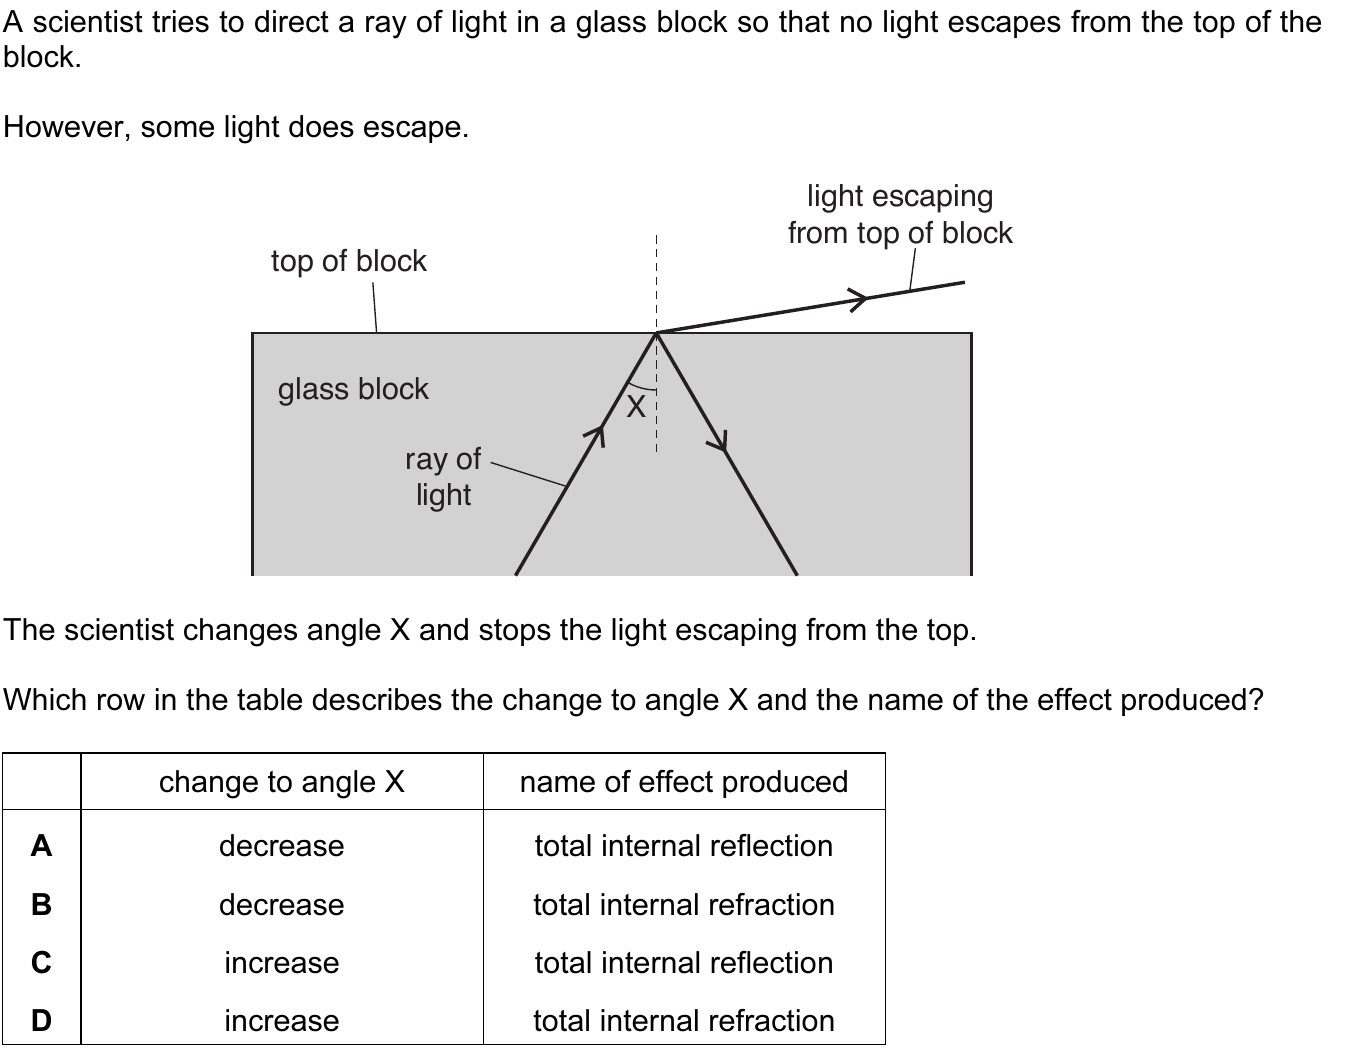 A scientist tries to direct a ray of light in a glass block so that no light escapes from the top of the
block.
However, some light does escape.
light escaping
from top of block
top of block
glass block
X
ray of
light
The scientist changes angle X and stops the light escaping from the top.
Which row in the table describes the change to angle X and the name of the effect produced?
change to angle X name of effect produced
A decrease total internal reflection
B decrease total internal refraction
C increase total internal reflection
D increase total internal refraction